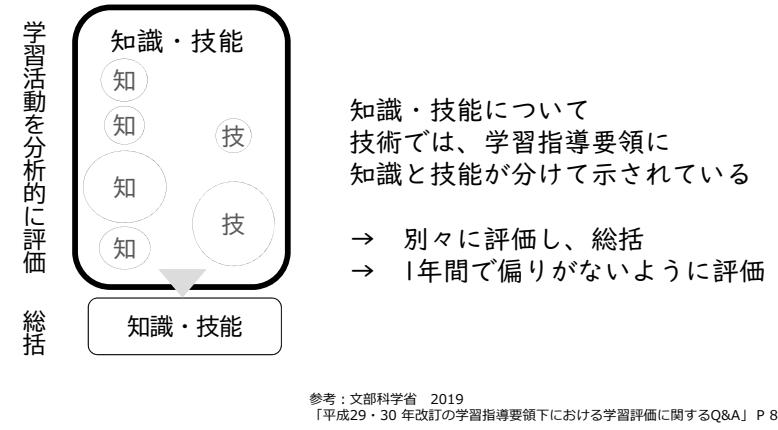 学習活動を分析的に評価
知識・技能
知
知
技
知
技
知
総括
知識・技能
知識・技能について
技術では、学習指導要領に
知識と技能が分けて示されている
→ 別々に評価し、総括
→ 1年間で偏りがないように評価
参考：文部科学省 2019
「平成29・30 年改訂の学習指導要領下における学習評価に関するQ&A」P 8